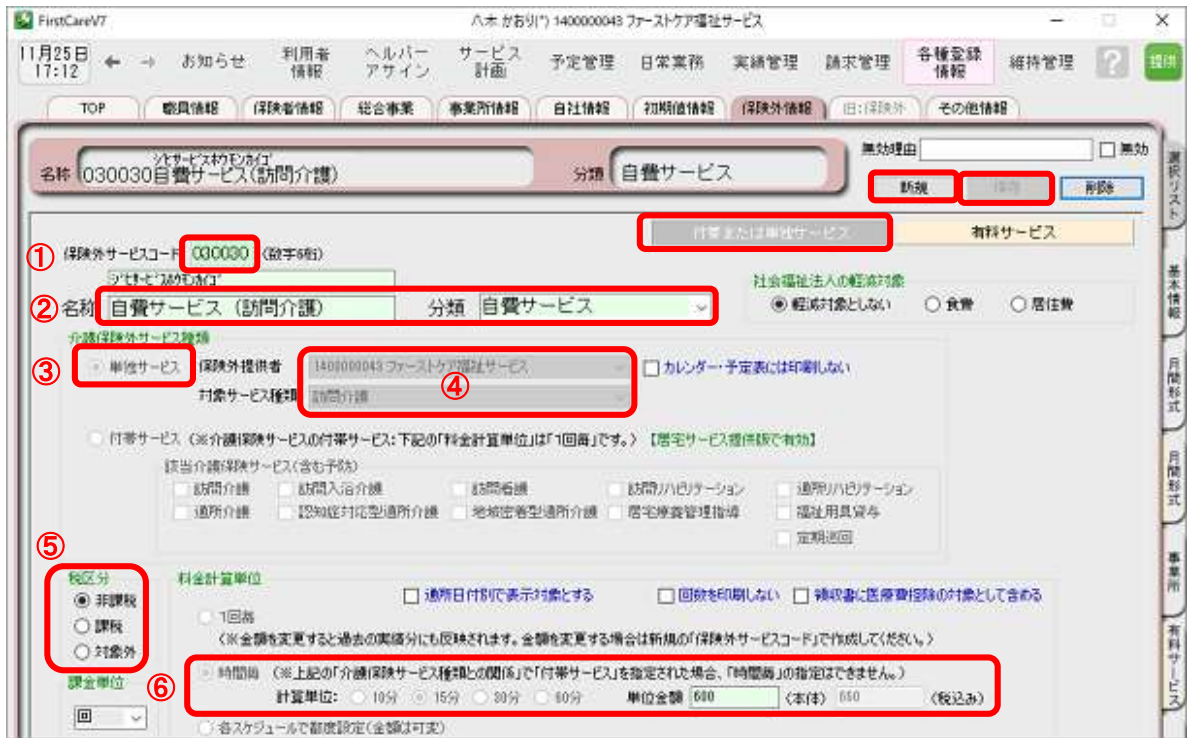 FirstCareV7
八木 かおり(*) 1400000043 ファーストケア福祉サービス
11月25日
17:12
← → お知らせ 利用者情報 ヘルパーアサイン サービス計画 予定管理 日常業務 実績管理 請求管理 各種登録情報 維持管理 ? 提供
TOP 職員情報 保険者情報 総合事業 事業所情報 自社情報 初期値情報 保険外情報 旧:保険外 その他情報
無効理由 無効
ジヒサービスホウモンカイゴ
名称 030030自費サービス(訪問介護) 分類 自費サービス
新規 保存 削除
付帯または単独サービス 有料サービス
① 保険外サービスコード 030030 (数字6桁)
ジヒサービスホウモンカイゴ
② 名称 自費サービス (訪問介護) 分類 自費サービス
社会福祉法人の軽減対象
軽減対象としない 食費 居住費
介護保険外サービス種類
③ 単独サービス 保険外提供者 1400000043 ファーストケア福祉サービス カレンダー・予定表には印刷しない
④
対象サービス種類 訪問介護
付帯サービス (※介護保険サービスの付帯サービス:下記の「料金計算単位」は「1回毎」です。) 【居宅サービス提供版で有効】
該当介護保険サービス(含む予防)
訪問介護 訪問入浴介護 訪問看護 訪問リハビリテーション 通所リハビリテーション
通所介護 認知症対応型通所介護 地域密着型通所介護 居宅療養管理指導 福祉用具貸与
定期巡回
⑤
税区分
非課税
課税
対象外
課金単位
回
料金計算単位
通所日付別で表示対象とする 回数を印刷しない 領収書に医療費控除の対象として含める
1回毎
(※金額を変更すると過去の実績分にも反映されます。金額を変更する場合は新規の「保険外サービスコード」で作成してください。)
⑥ 時間毎 (※上記の「介護保険サービス種類との関係」で「付帯サービス」を指定された場合、「時間毎」の指定はできません。)
計算単位: 10分 15分 30分 60分 単位金額 600 (本体) 660 (税込み)
各スケジュールで都度設定(金額は可変)
選択リスト
基本情報
月間形式
月間形式
事業所
有料サービス